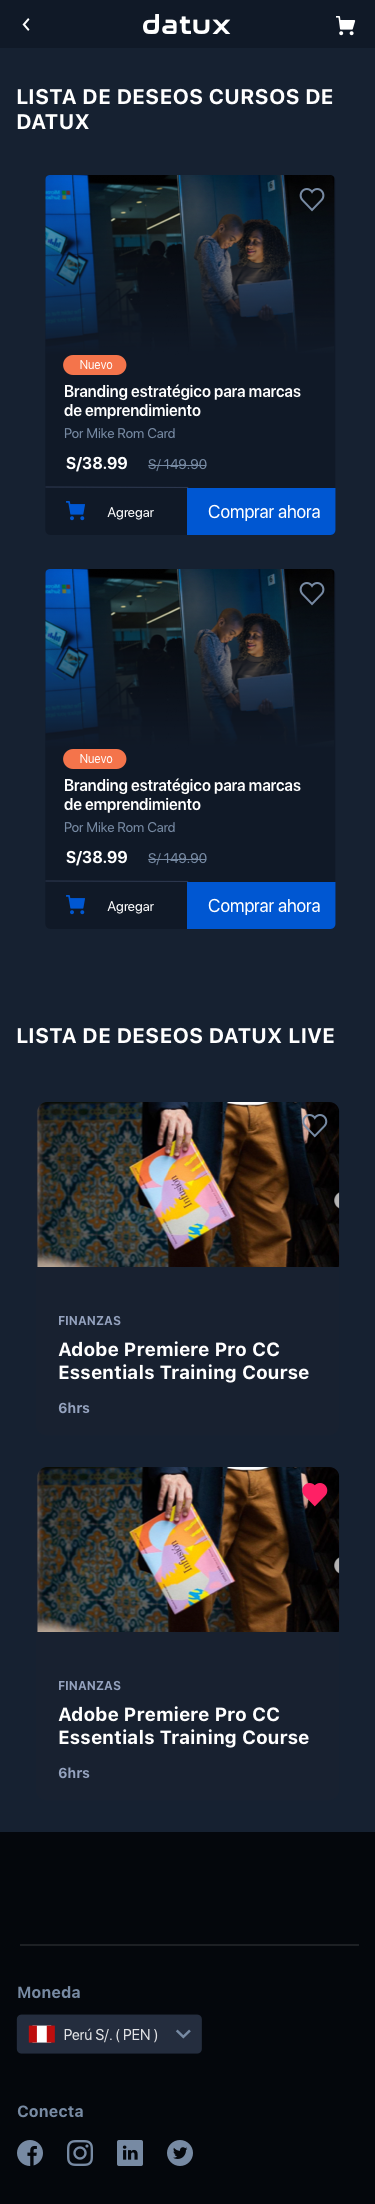 datux
LISTA DE DESEOS CURSOS DE
DATUX
Nuevo
Branding estratégico para marcas
de emprendimiento
Por Mike Rom Card
S/38.99 S/ 149.90
Agregar Comprar ahora
Nuevo
Branding estratégico para marcas
de emprendimiento
Por Mike Rom Card
S/38.99 S/ 149.90
Agregar Comprar ahora
LISTA DE DESEOS DATUX LIVE
Infusión
FINANZAS
Adobe Premiere Pro CC
Essentials Training Course
6hrs
Infusión
FINANZAS
Adobe Premiere Pro CC
Essentials Training Course
6hrs
Moneda
Perú S/. ( PEN )
Conecta